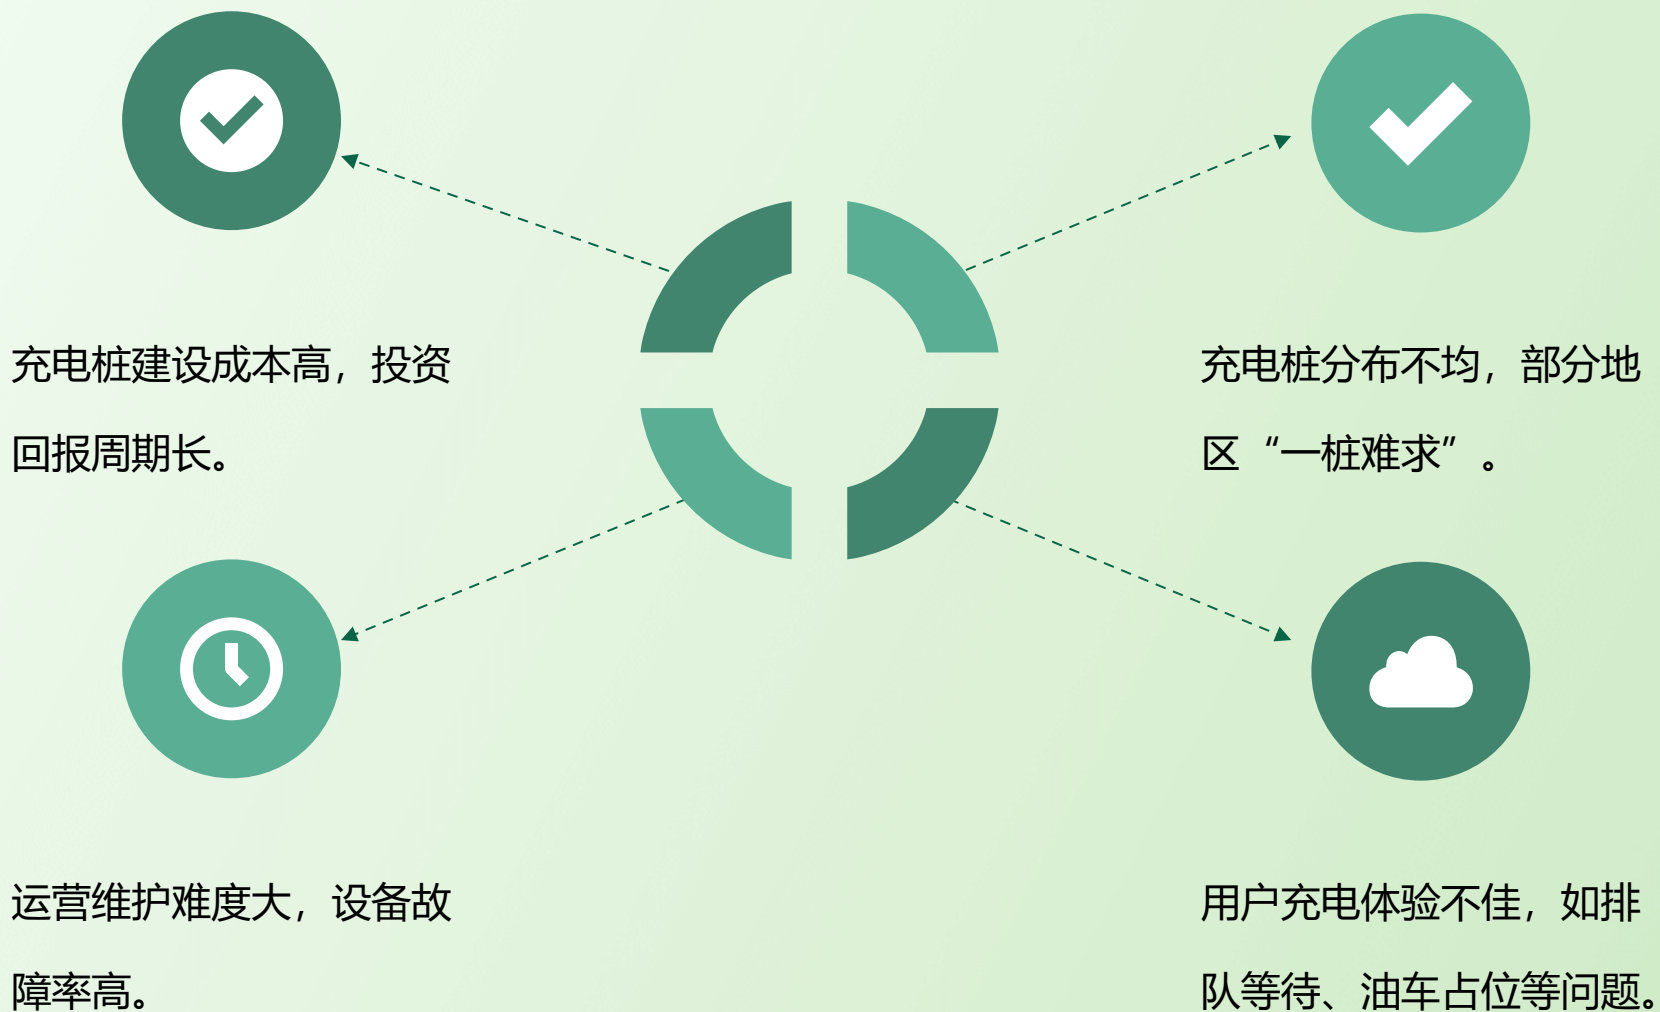 充电桩建设成本高，投资
回报周期长。
充电桩分布不均，部分地
区“一桩难求”。
运营维护难度大，设备故
障率高。
用户充电体验不佳，如排
队等待、油车占位等问题。